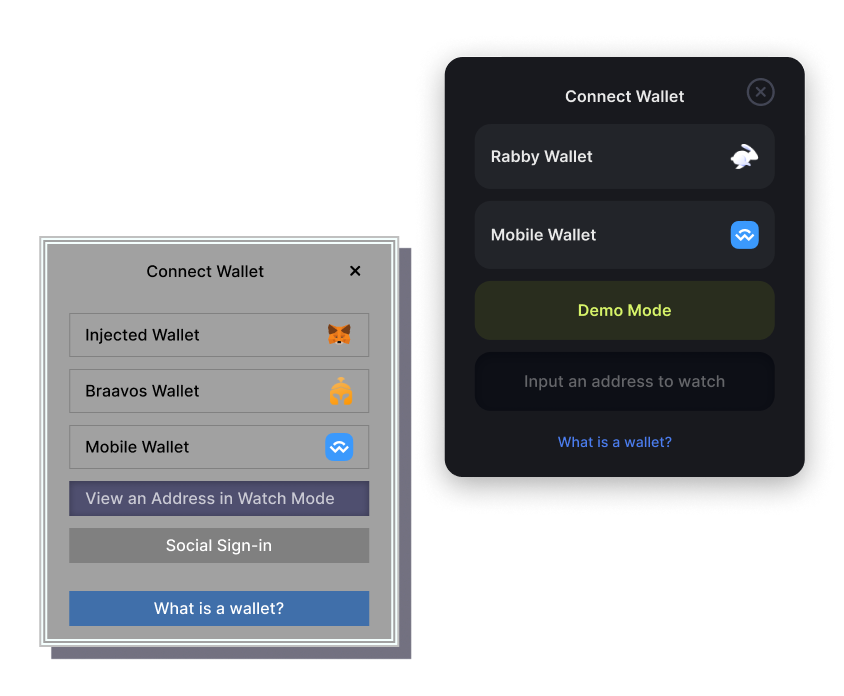 Connect Wallet
Injected Wallet
Braavos Wallet
Mobile Wallet
View an Address in Watch Mode
Social Sign-in
What is a wallet?
Connect Wallet
Rabby Wallet
Mobile Wallet
Demo Mode
Input an address to watch
What is a wallet?